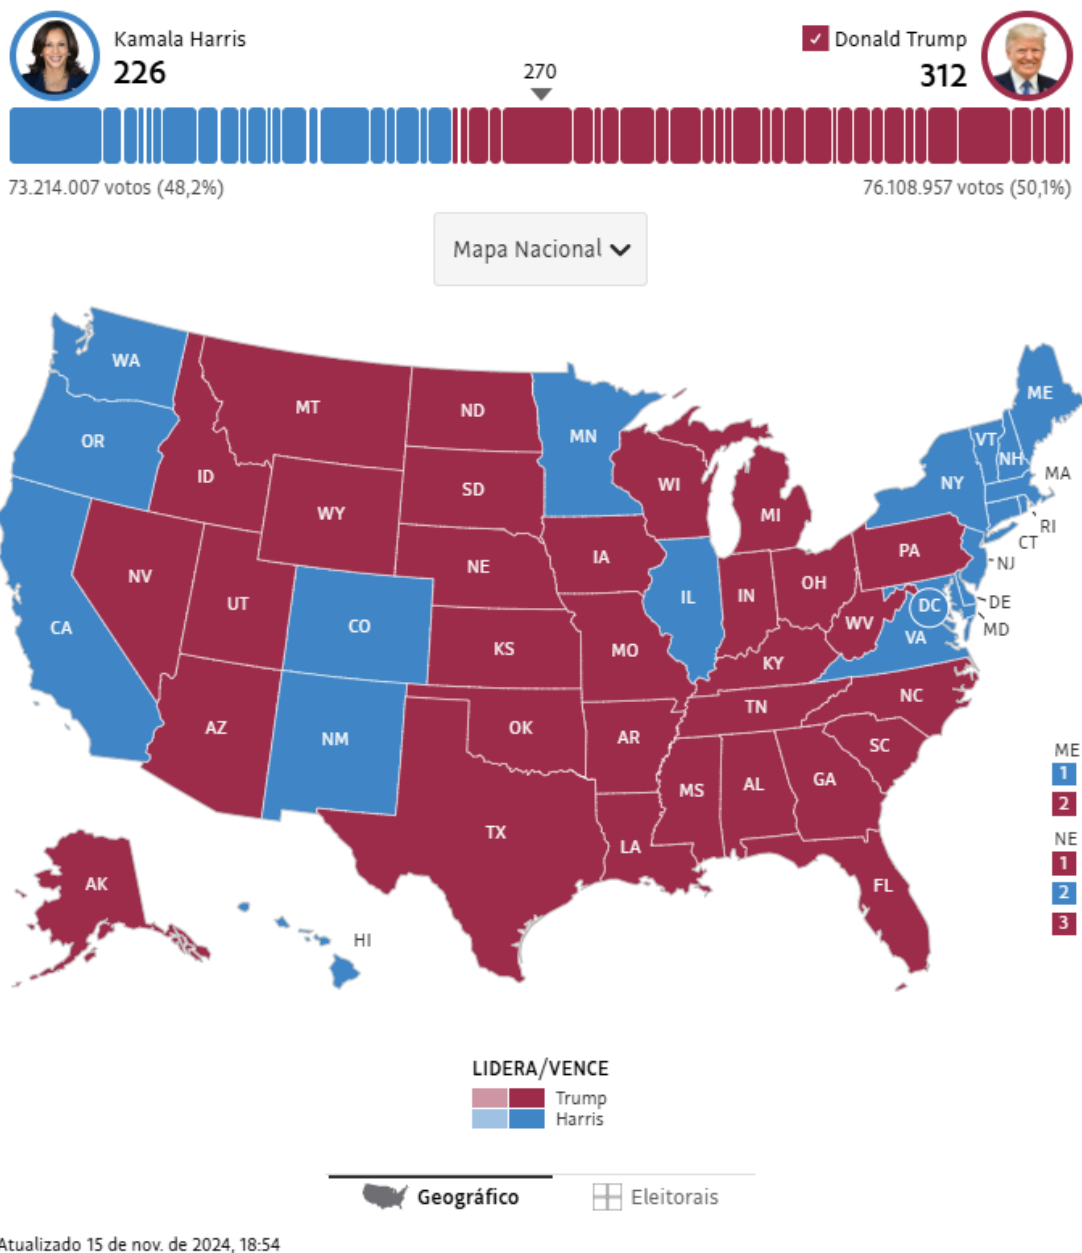 Kamala Harris
226
Donald Trump
312
270
73.214.007 votos (48,2%)
76.108.957 votos (50,1%)
Mapa Nacional
WA
OR
CA
NV
ID
MT
WY
UT
AZ
CO
NM
ND
SD
NE
KS
OK
TX
MN
IA
MO
AR
LA
WI
IL
MI
IN
OH
KY
TN
MS
AL
GA
FL
SC
NC
WV
VA
DC
PA
NY
VT
NH
ME
MA
RI
CT
NJ
DE
MD
AK
HI
ME
1
2
NE
1
2
3
LIDERA/VENCE
Trump
Harris
Geográfico
Eleitorais
Atualizado 15 de nov. de 2024, 18:54